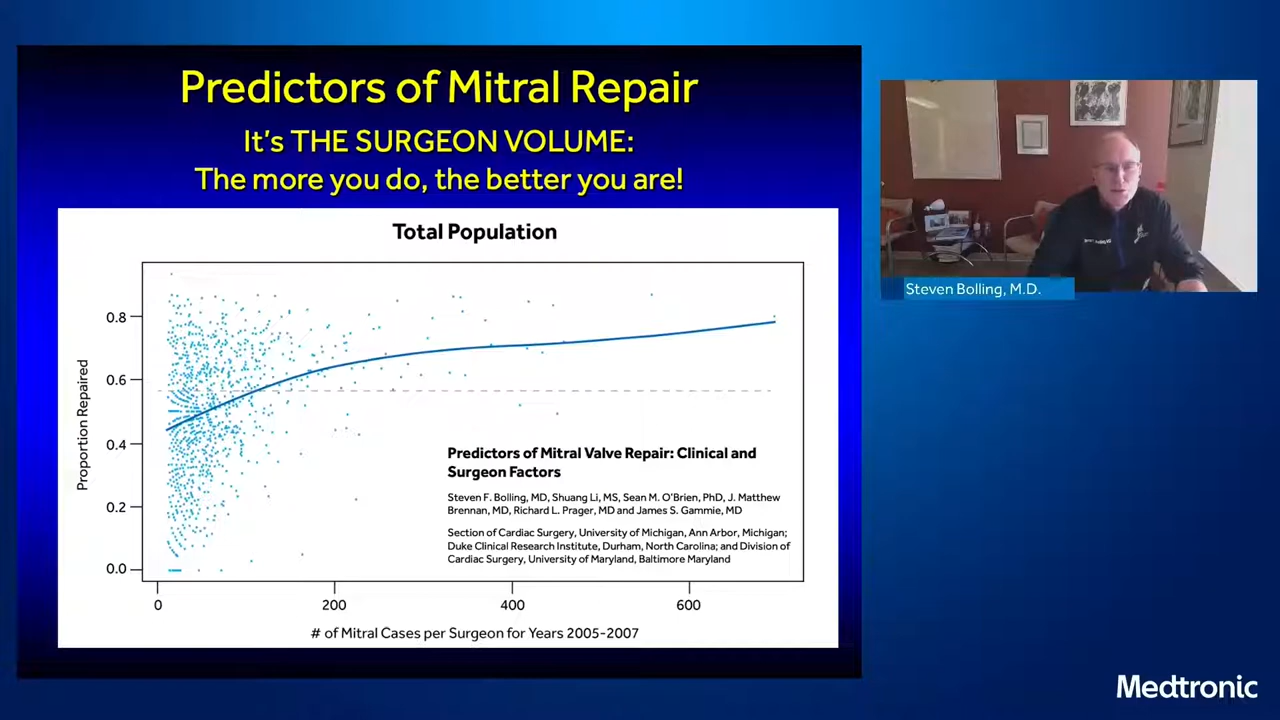 Predictors of Mitral Repair
It's THE SURGEON VOLUME:
The more you do, the better you are!
Total Population
Proportion Repaired
0.8
0.6
0.4
0.2
0.0
0
200
400
600
# of Mitral Cases per Surgeon for Years 2005-2007
Predictors of Mitral Valve Repair: Clinical and
Surgeon Factors
Steven F. Bolling, MD, Shuang Li, MS, Sean M. O'Brien, PhD, J. Matthew
Brennan, MD, Richard L. Prager, MD and James S. Gammie, MD
Section of Cardiac Surgery, University of Michigan, Ann Arbor, Michigan;
Duke Clinical Research Institute, Durham, North Carolina; and Division of
Cardiac Surgery, University of Maryland, Baltimore Maryland
Steven Bolling, M.D.
Medtronic